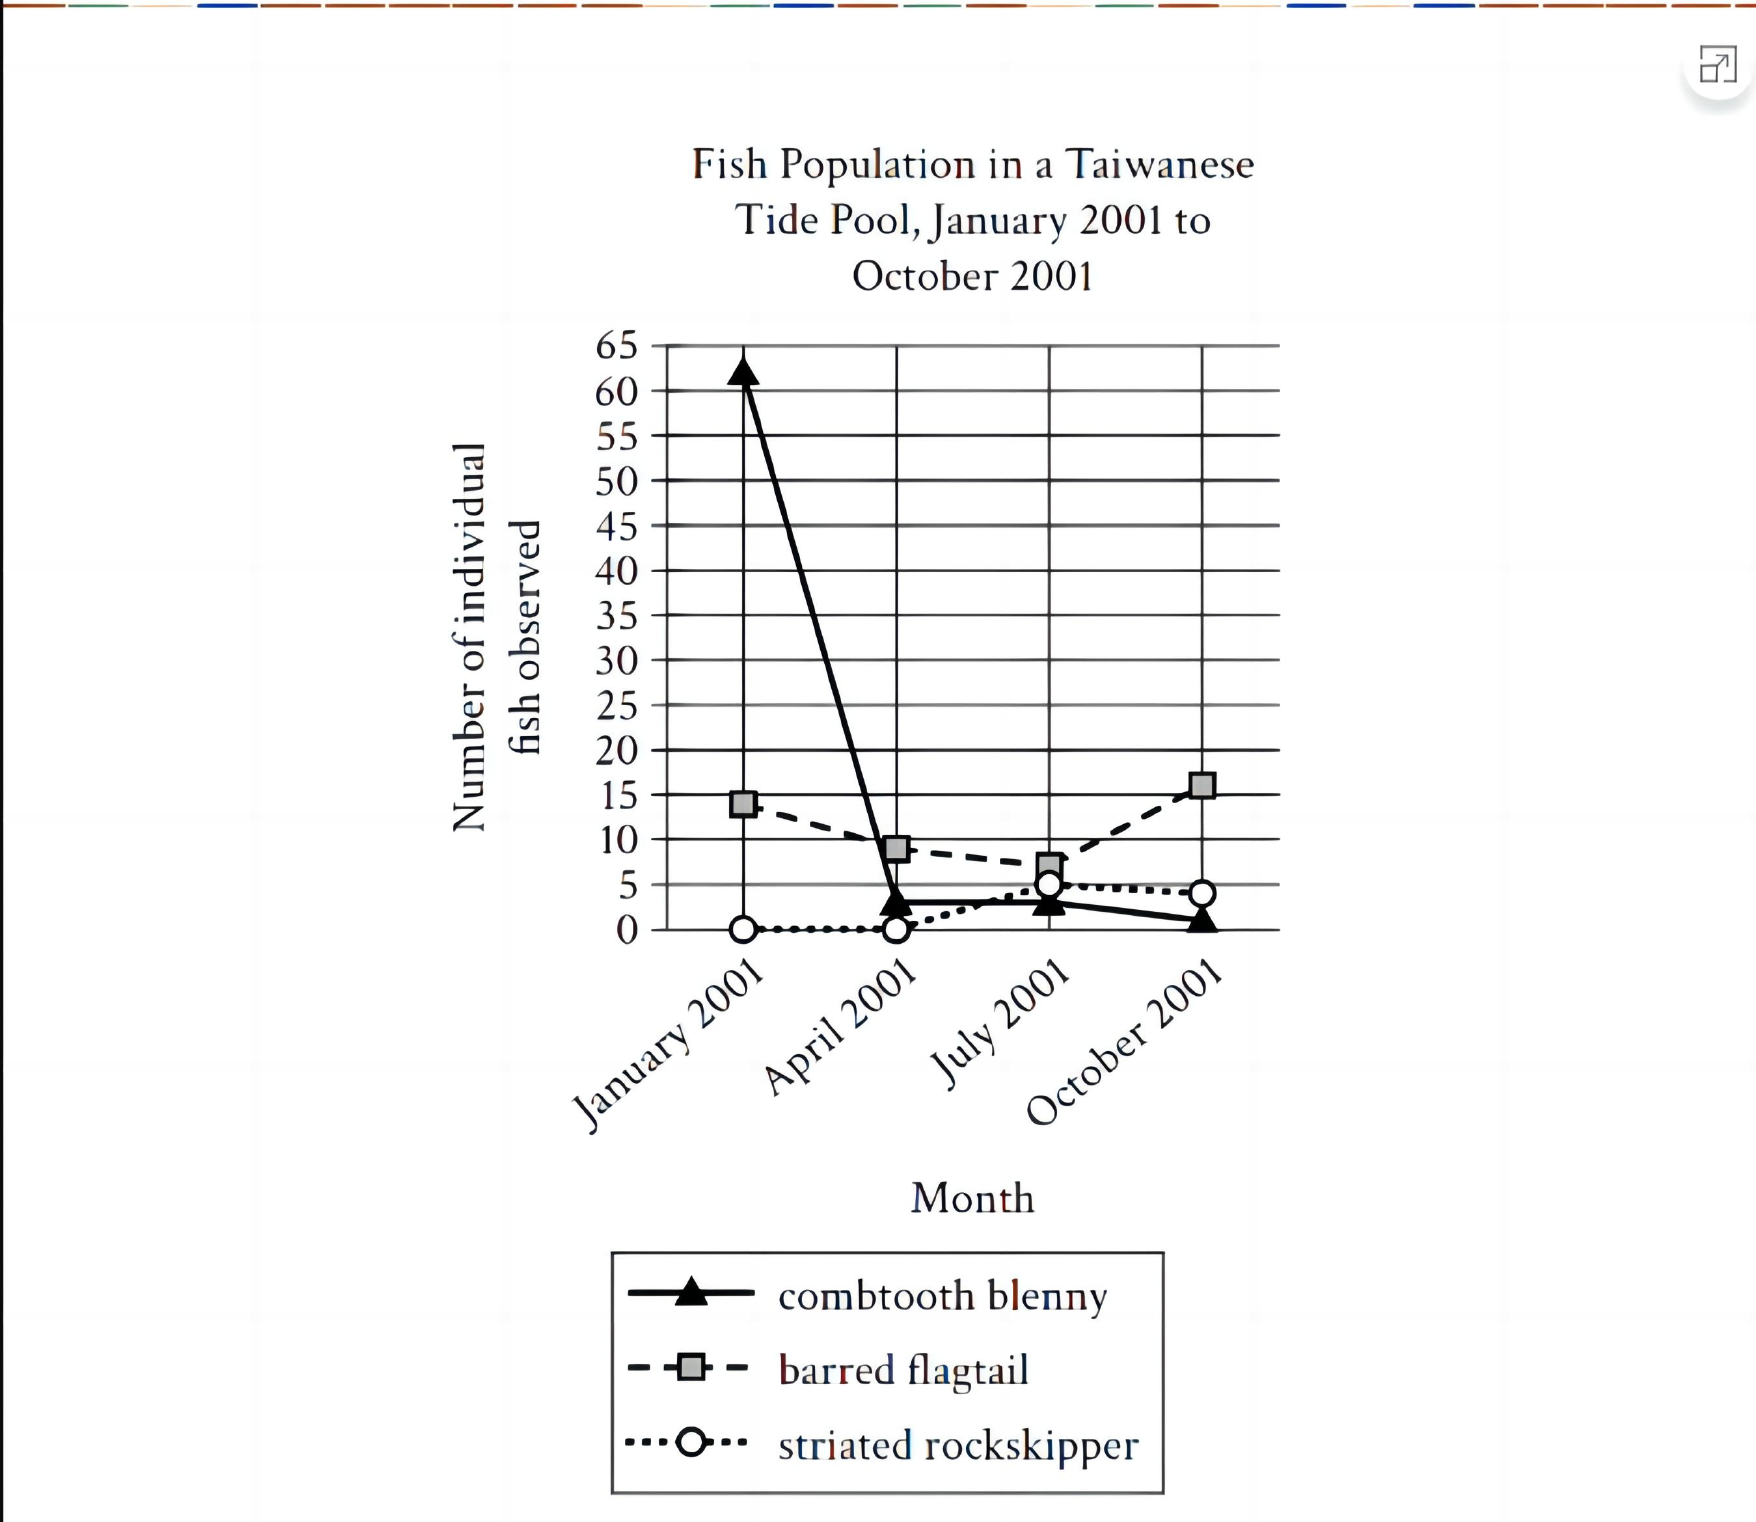 Fish Population in a Taiwanese
Tide Pool, January 2001 to
October 2001
Number of individual
fish observed
65
60
55
50
45
40
35
30
25
20
15
10
5
0
January 2001
April 2001
July 2001
October 2001
Month
combtooth blenny
barred flagtail
striated rockskipper